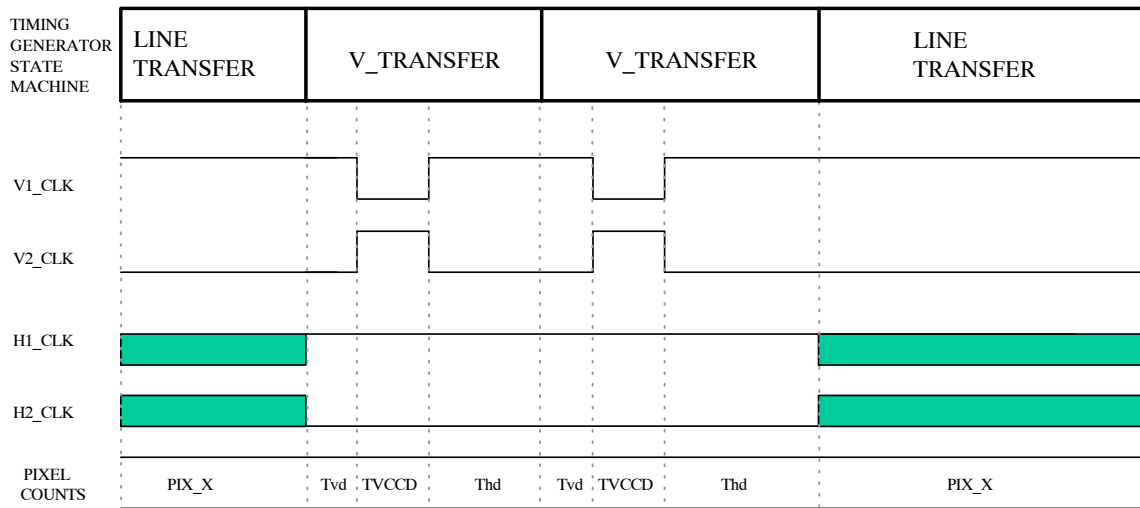 TIMING
GENERATOR
STATE
MACHINE
LINE
TRANSFER
V_TRANSFER
V_TRANSFER
LINE
TRANSFER
V1_CLK
V2_CLK
H1_CLK
H2_CLK
PIXEL
COUNTS
PIX_X
Tvd
TVCCD
Thd
Tvd
TVCCD
Thd
PIX_X